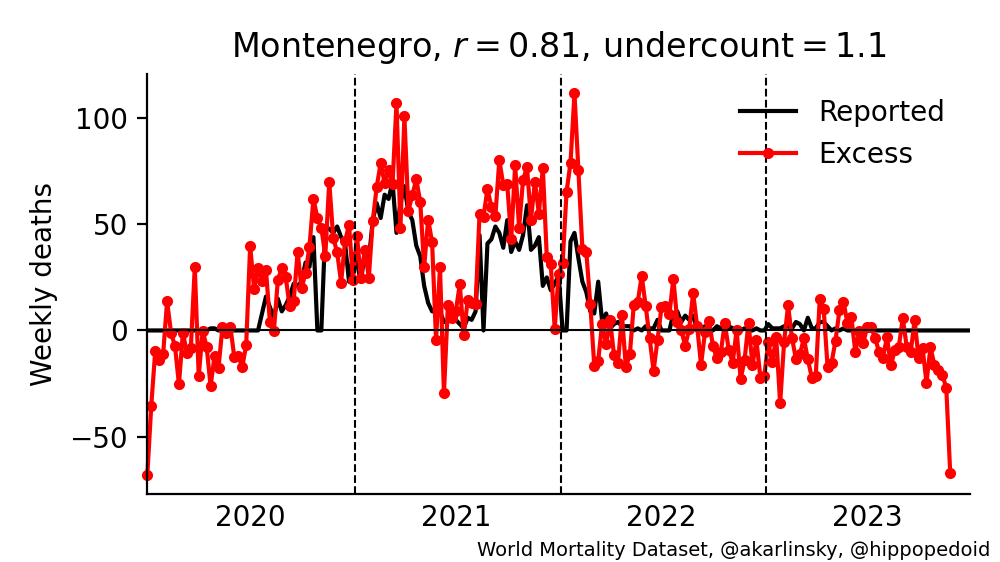 Montenegro, r = 0.81, undercount = 1.1
Weekly deaths
100
50
0
−50
Reported
Excess
2020 2021 2022 2023
World Mortality Dataset, @akarlinsky, @hippopedoid